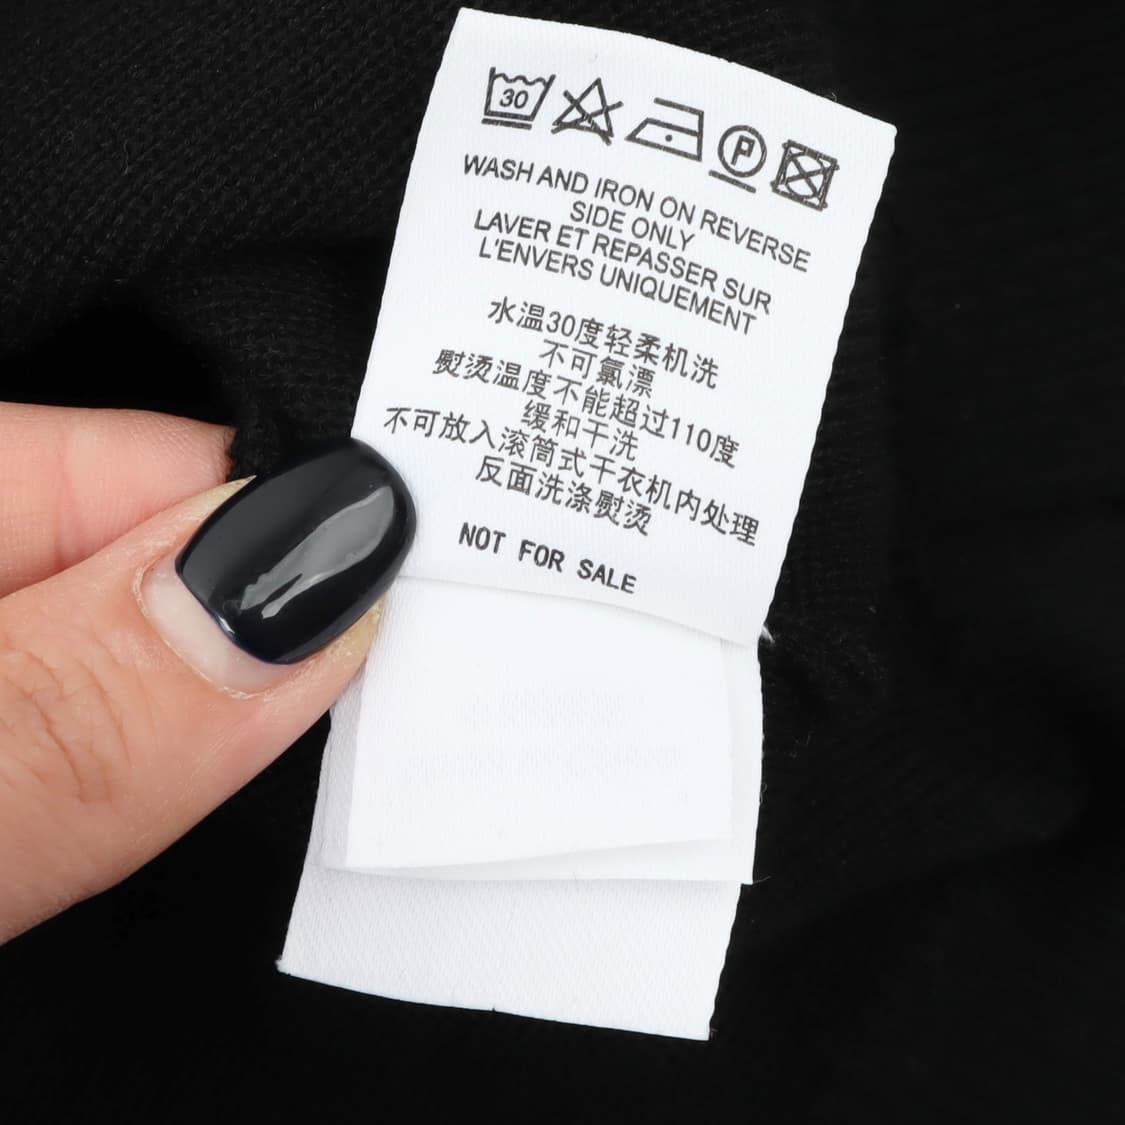 30 P
WASH AND IRON ON REVERSE
SIDE ONLY
LAVER ET REPASSER SUR
L'ENVERS UNIQUEMENT
水温30度轻柔机洗
不可氯漂
熨烫温度不能超过110度
缓和干洗
不可放入滚筒式干衣机内处理
反面洗涤熨烫
NOT FOR SALE